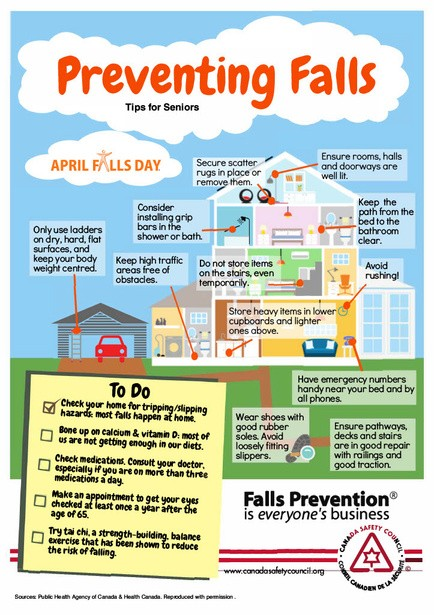 Preventing Falls
Tips for Seniors
APRIL FALLS DAY
Secure scatter
rugs in place or
remove them.
Ensure rooms, halls
and doorways are
well lit.
Consider
installing grip
bars in the
shower or bath.
Keep the
path from the
bed to the
bathroom
clear.
Only use ladders
on dry, hard, flat
surfaces, and
keep your body
weight centred.
Keep high traffic
areas free of
obstacles.
Do not store items
on the stairs, even
temporarily.
Avoid
rushing!
Store heavy items in lower
cupboards and lighter
ones above.
Have emergency numbers
handy near your bed and by
all phones.
Wear shoes with
good rubber
soles. Avoid
loosely fitting
slippers.
Ensure pathways,
decks and stairs
are in good repair
with railings and
good traction.
To Do
Check your home for tripping/slipping
hazards: most falls happen at home.
Bone up on calcium & vitamin D: most of
us are not getting enough in our diets.
Check medications. Consult your doctor,
especially if you are on more than three
medications a day.
Make an appointment to get your eyes
checked at least once a year after the
age of 65.
Try tai chi, a strength-building, balance
exercise that has been shown to reduce
the risk of falling.
Falls Prevention®
is everyone's business
CANADA SAFETY COUNCIL
CONSEIL CANADIEN DE LA SÉCURITÉ
©
www.canadasafetycouncil.org
Sources: Public Health Agency of Canada & Health Canada. Reproduced with permission .